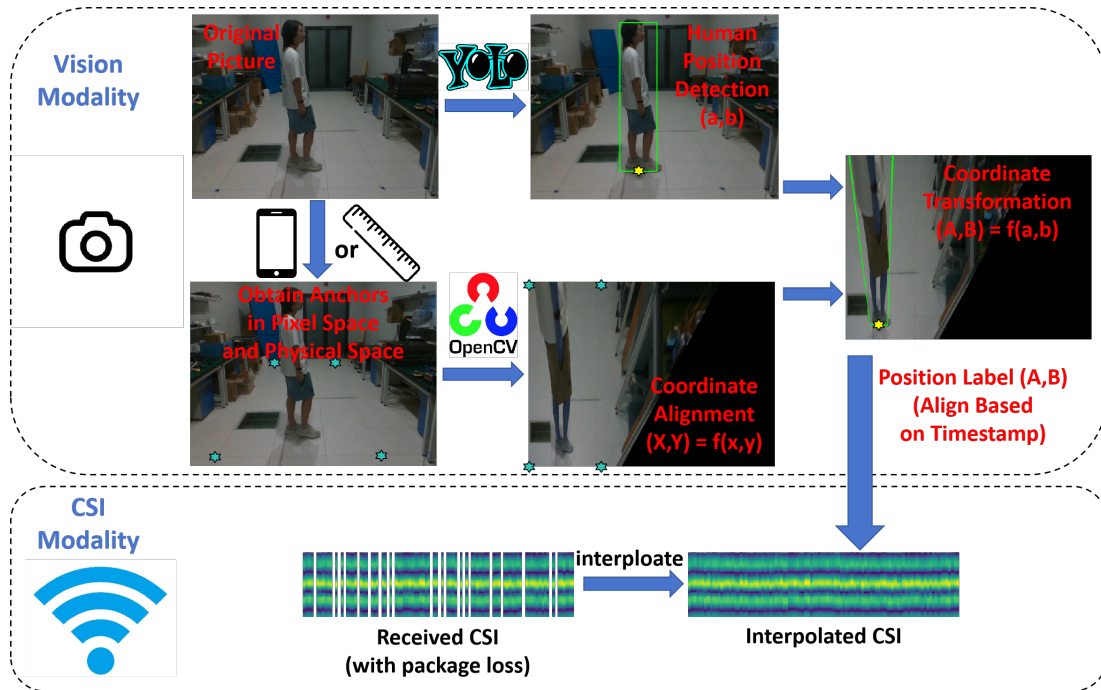 Vision
Modality
Original
Picture
YOLO
Human
Position
Detection
(a,b)
Coordinate
Transformation
(A,B) = f(a,b)
or
Obtain Anchors
in Pixel Space
and Physical Space
OpenCV
Coordinate
Alignment
(X,Y) = f(x,y)
Position Label (A,B)
(Align Based
on Timestamp)
CSI
Modality
interploate
Received CSI
(with package loss)
Interpolated CSI